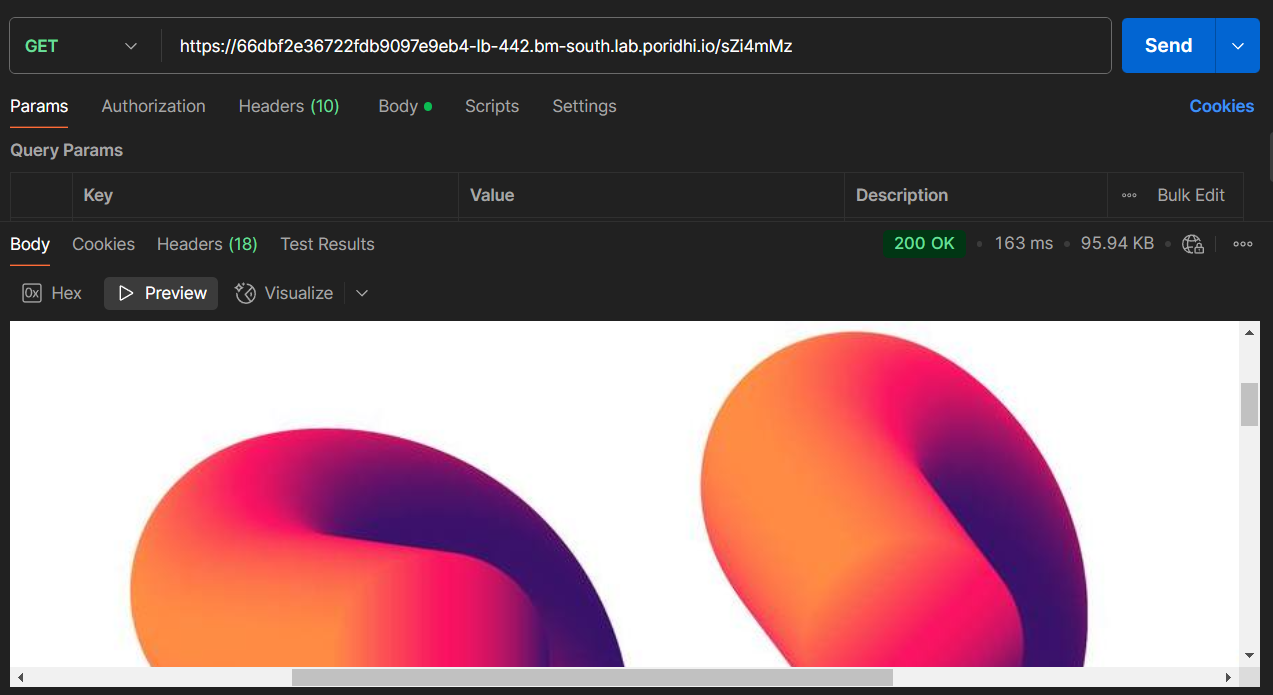 GET https://66dbf2e36722fdb9097e9eb4-lb-442.bm-south.lab.poridhi.io/sZi4mMz Send
Params Authorization Headers (10) Body Scripts Settings Cookies
Query Params
Key Value Description Bulk Edit
Body Cookies Headers (18) Test Results 200 OK 163 ms 95.94 KB
0x Hex Preview Visualize